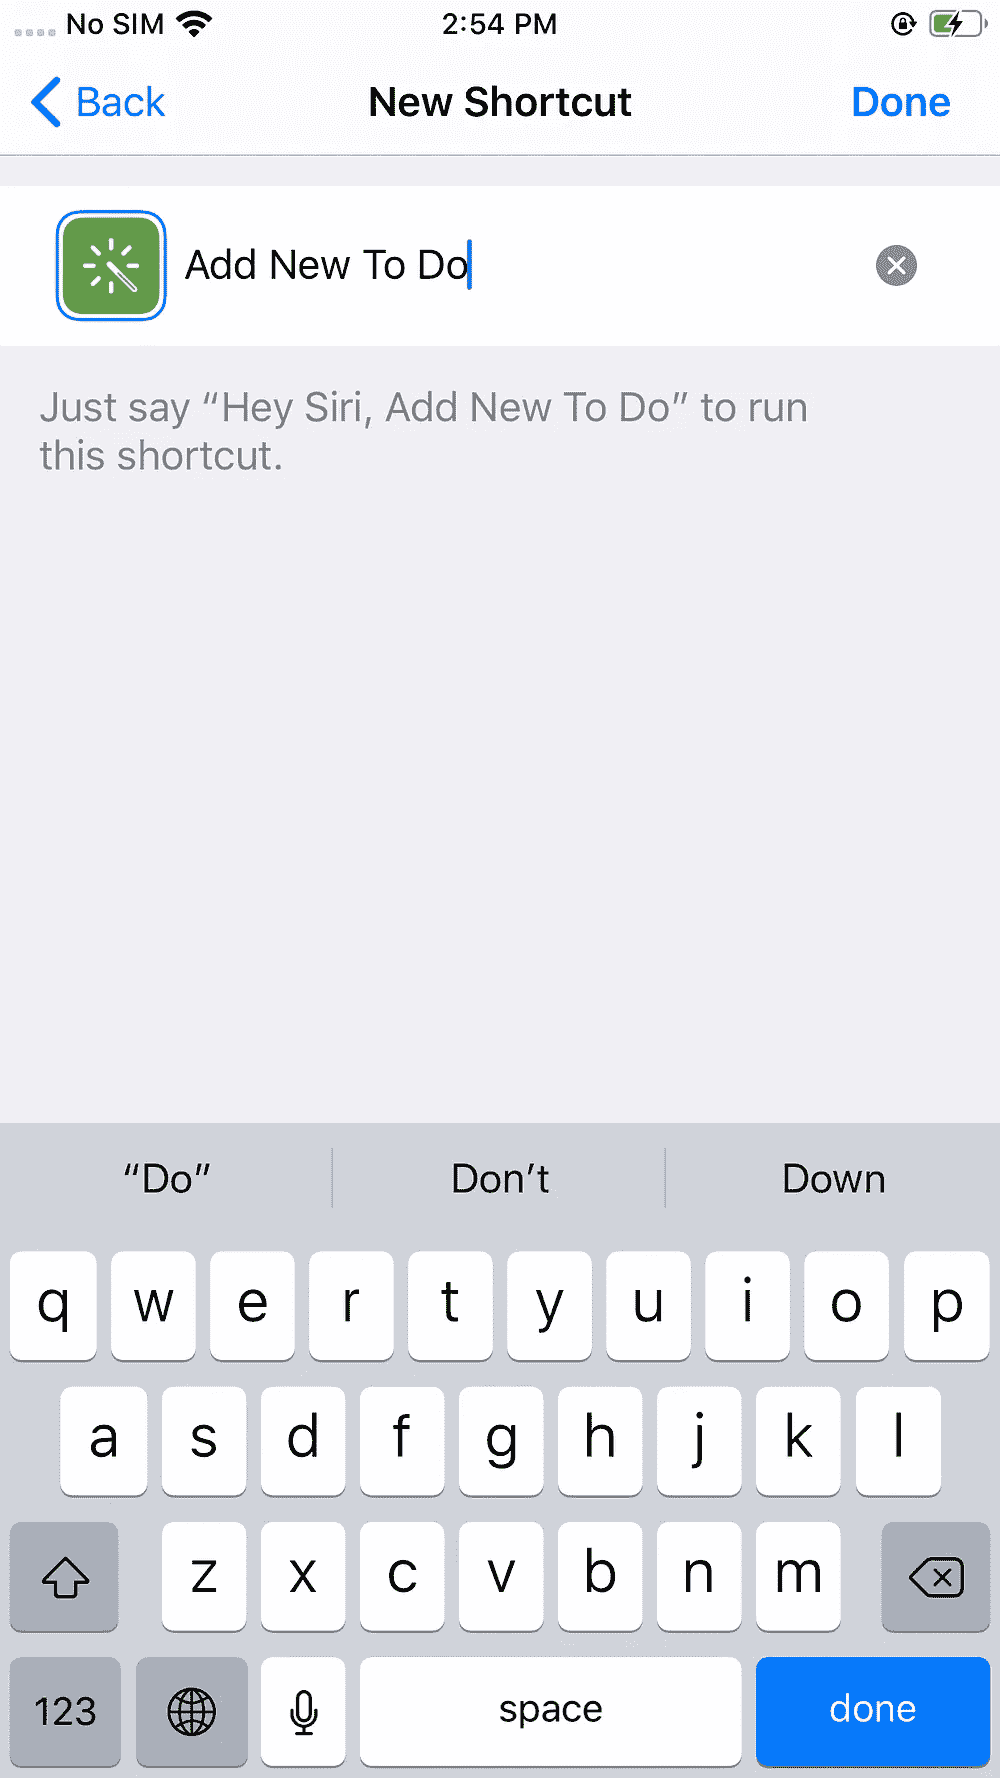 No SIM 2:54 PM
Back New Shortcut Done
Add New To Do
Just say “Hey Siri, Add New To Do” to run
this shortcut.
“Do” Don’t Down
q w e r t y u i o p
a s d f g h j k l
z x c v b n m
123 space done